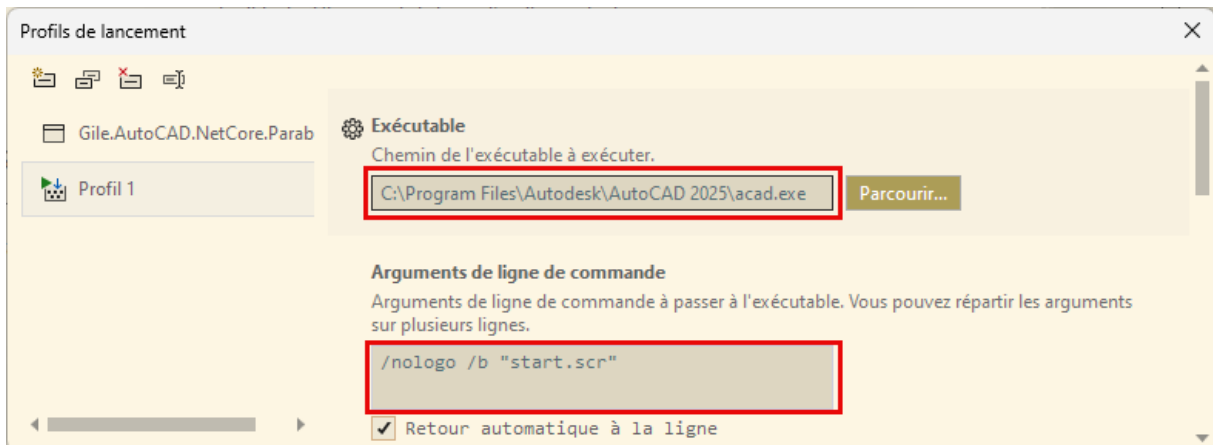 Profils de lancement
Gile.AutoCAD.NetCore.Parab
Profil 1
Exécutable
Chemin de l'exécutable à exécuter.
C:\Program Files\Autodesk\AutoCAD 2025\acad.exe
Parcourir...
Arguments de ligne de commande
Arguments de ligne de commande à passer à l'exécutable. Vous pouvez répartir les arguments
sur plusieurs lignes.
/nologo /b "start.scr"
Retour automatique à la ligne